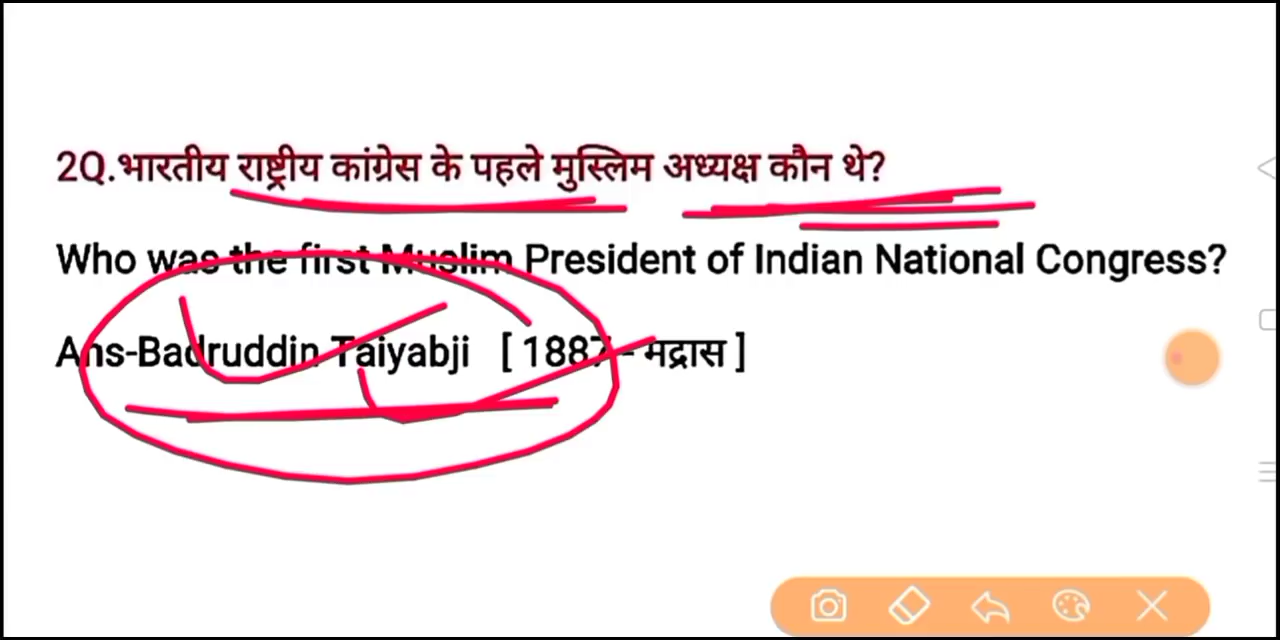 2Q.भारतीय राष्ट्रीय कांग्रेस के पहले मुस्लिम अध्यक्ष कौन थे?
Who was the first Muslim President of Indian National Congress?
Ans-Badruddin Taiyabji [ 1887 - मद्रास ]